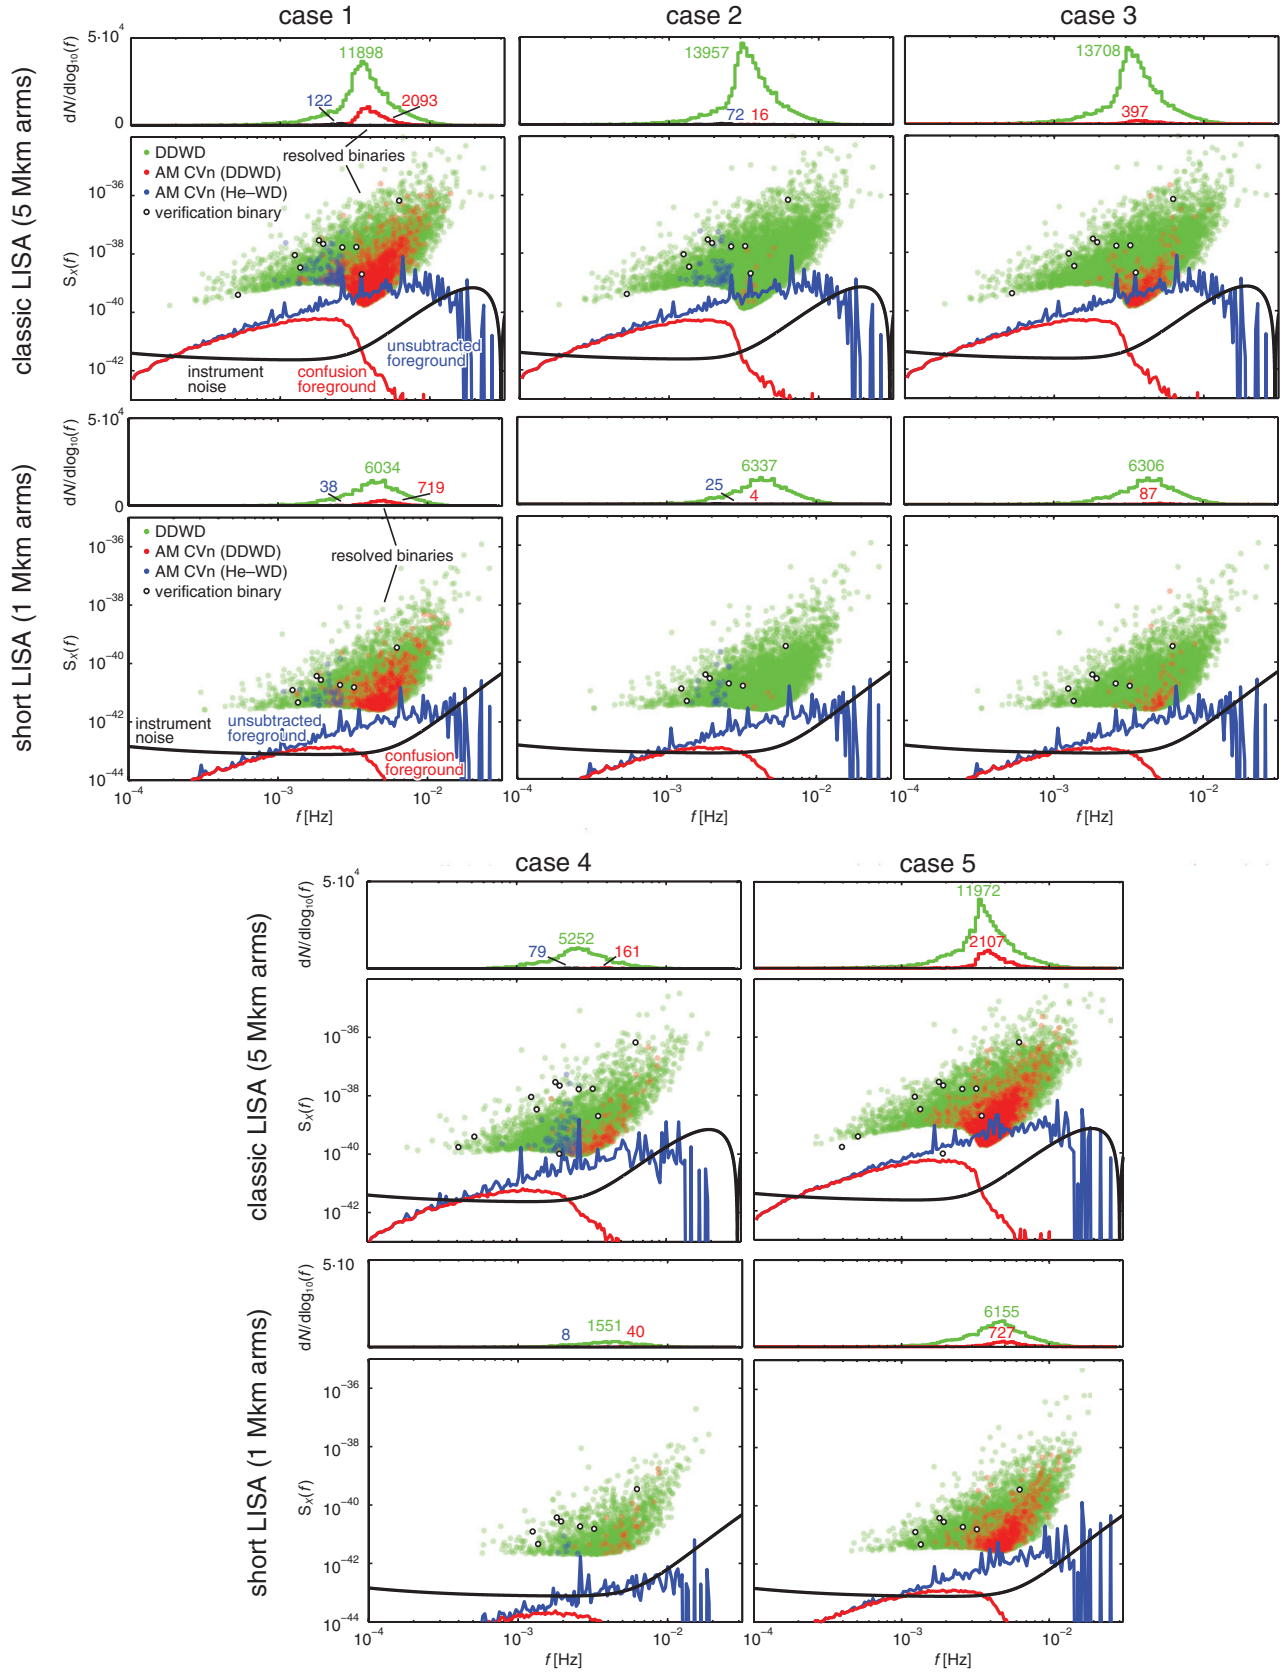 case 1
case 2
case 3
classic LISA (5 Mkm arms)
dN/dlog₁₀(f)
5·10⁴
0
11898
122
2093
13957
72
16
13708
397
resolved binaries
DDWD
AM CVn (DDWD)
AM CVn (He–WD)
verification binary
Sₓ(f)
10⁻³⁶
10⁻³⁸
10⁻⁴⁰
10⁻⁴²
instrument
noise
confusion
foreground
unsubtracted
foreground
short LISA (1 Mkm arms)
dN/dlog₁₀(f)
5·10⁴
0
6034
38
719
6337
25
4
6306
87
DDWD
AM CVn (DDWD)
AM CVn (He–WD)
verification binary
resolved binaries
Sₓ(f)
10⁻³⁶
10⁻³⁸
10⁻⁴⁰
10⁻⁴²
10⁻⁴⁴
instrument
noise
unsubtracted
foreground
confusion
foreground
10⁻⁴ 10⁻³ 10⁻² 10⁻⁴ 10⁻³ 10⁻² 10⁻⁴ 10⁻³ 10⁻²
f [Hz] f [Hz] f [Hz]
case 4
case 5
classic LISA (5 Mkm arms)
dN/dlog₁₀(f)
5·10⁴
5252
79
161
11972
2107
Sₓ(f)
10⁻³⁶
10⁻³⁸
10⁻⁴⁰
10⁻⁴²
short LISA (1 Mkm arms)
dN/dlog₁₀(f)
5·10
1551
8
40
6155
727
Sₓ(f)
10⁻³⁶
10⁻³⁸
10⁻⁴⁰
10⁻⁴²
10⁻⁴⁴
10⁻⁴ 10⁻³ 10⁻² 10⁻⁴ 10⁻³ 10⁻²
f [Hz] f [Hz]